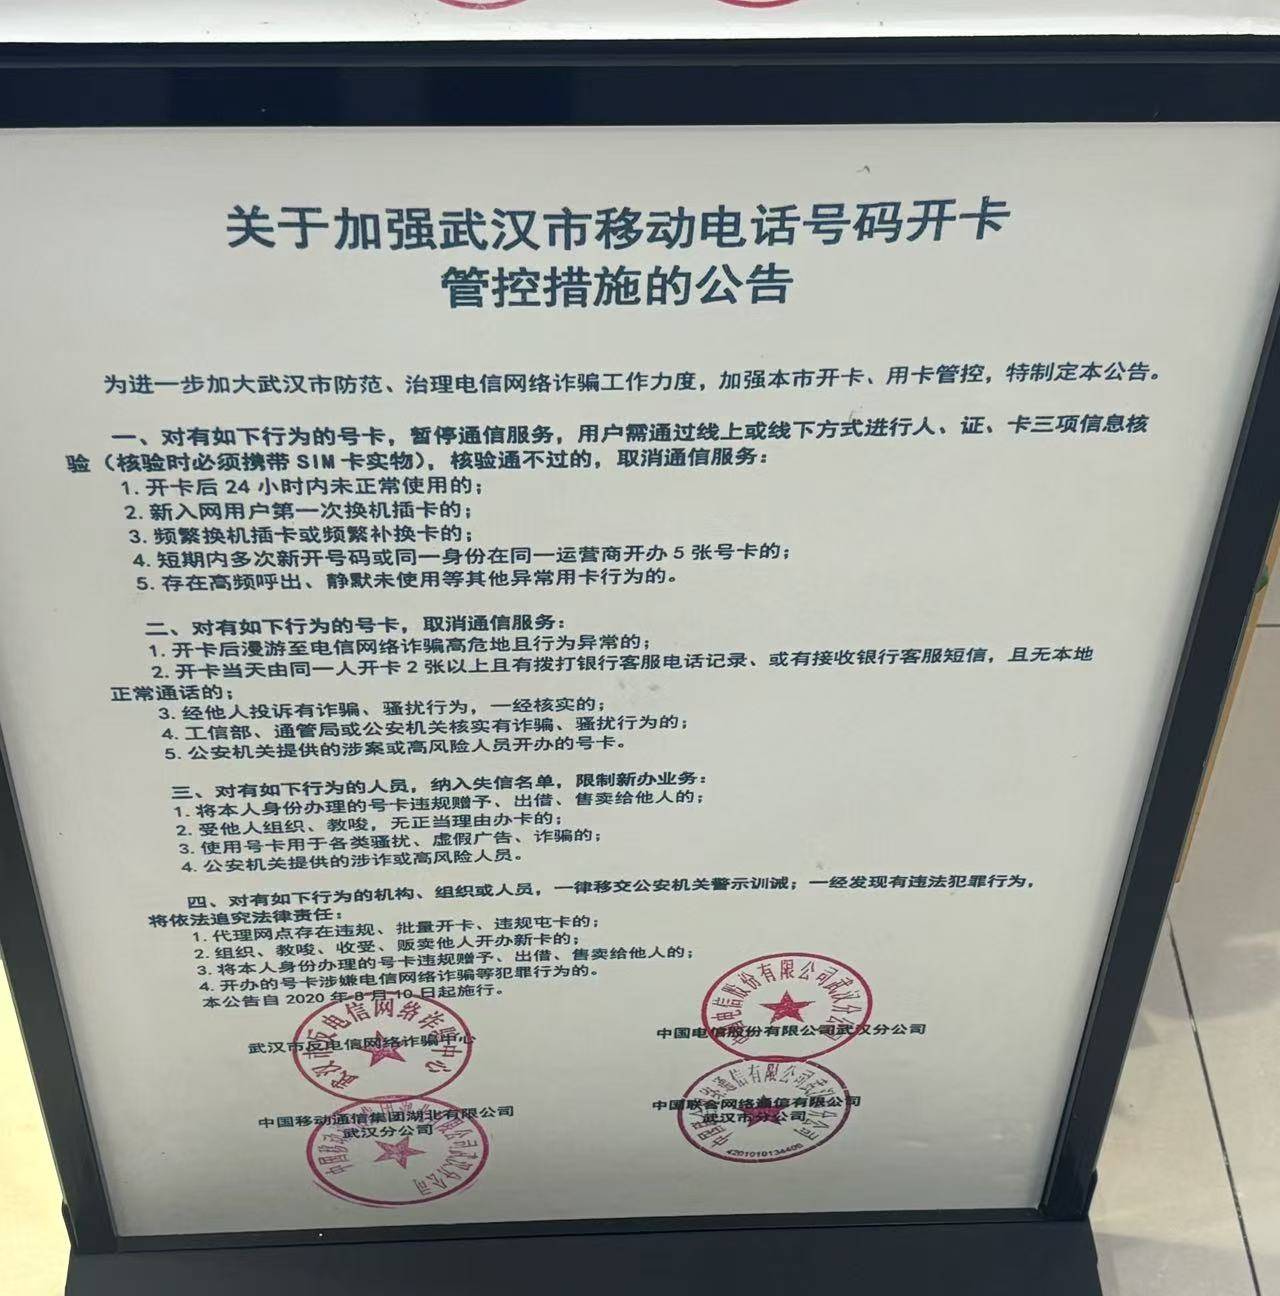 关于加强武汉市移动电话号码开卡
管控措施的公告
为进一步加大武汉市防范、治理电信网络诈骗工作力度，加强本市开卡、用卡管控，特制定本公告。
一、对有如下行为的号卡，暂停通信服务，用户需通过线上或线下方式进行人、证、卡三项信息核
验（核验时必须携带 SIM 卡实物），核验通不过的，取消通信服务：
1. 开卡后 24 小时内未正常使用的；
2. 新入网用户第一次换机插卡的；
3. 频繁换机插卡或频繁补换卡的；
4. 短期内多次新开号码或同一身份在同一运营商开办 5 张号卡的；
5. 存在高频呼出、静默未使用等其他异常用卡行为的。
二、对有如下行为的号卡，取消通信服务：
1. 开卡后漫游至电信网络诈骗高危地且行为异常的；
2. 开卡当天由同一人开卡 2 张以上且有拨打银行客服电话记录、或有接收银行客服短信，且无本地
正常通话的；
3. 经他人投诉有诈骗、骚扰行为，一经核实的；
4. 工信部、通管局或公安机关核实有诈骗、骚扰行为的；
5. 公安机关提供的涉案或高风险人员开办的号卡。
三、对有如下行为的人员，纳入失信名单，限制新办业务：
1. 将本人身份办理的号卡违规赠予、出借、售卖给他人的；
2. 受他人组织、教唆，无正当理由办卡的；
3. 使用号卡用于各类骚扰、虚假广告、诈骗的；
4. 公安机关提供的涉诈或高风险人员。
四、对有如下行为的机构、组织或人员，一律移交公安机关警示训诫；一经发现有违法犯罪行为，
将依法追究法律责任：
1. 代理网点存在违规、批量开卡、违规屯卡的；
2. 组织、教唆、收受、贩卖他人开办新卡的；
3. 将本人身份办理的号卡违规赠予、出借、售卖给他人的；
4. 开办的号卡涉嫌电信网络诈骗等犯罪行为的。
本公告自 2020 年 8 月 10 日起施行。
武汉市反电信网络诈骗中心
中国电信股份有限公司武汉分公司
中国移动通信集团湖北有限公司
武汉分公司
中国联合网络通信有限公司
武汉市分公司